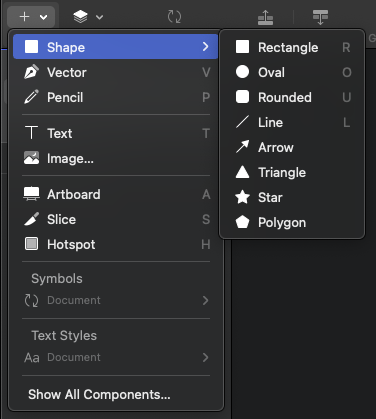 Shape
Vector V
Pencil P
Text T
Image...
Artboard A
Slice S
Hotspot H
Symbols
Document
Text Styles
Aa Document
Show All Components...
Rectangle R
Oval O
Rounded U
Line L
Arrow
Triangle
Star
Polygon